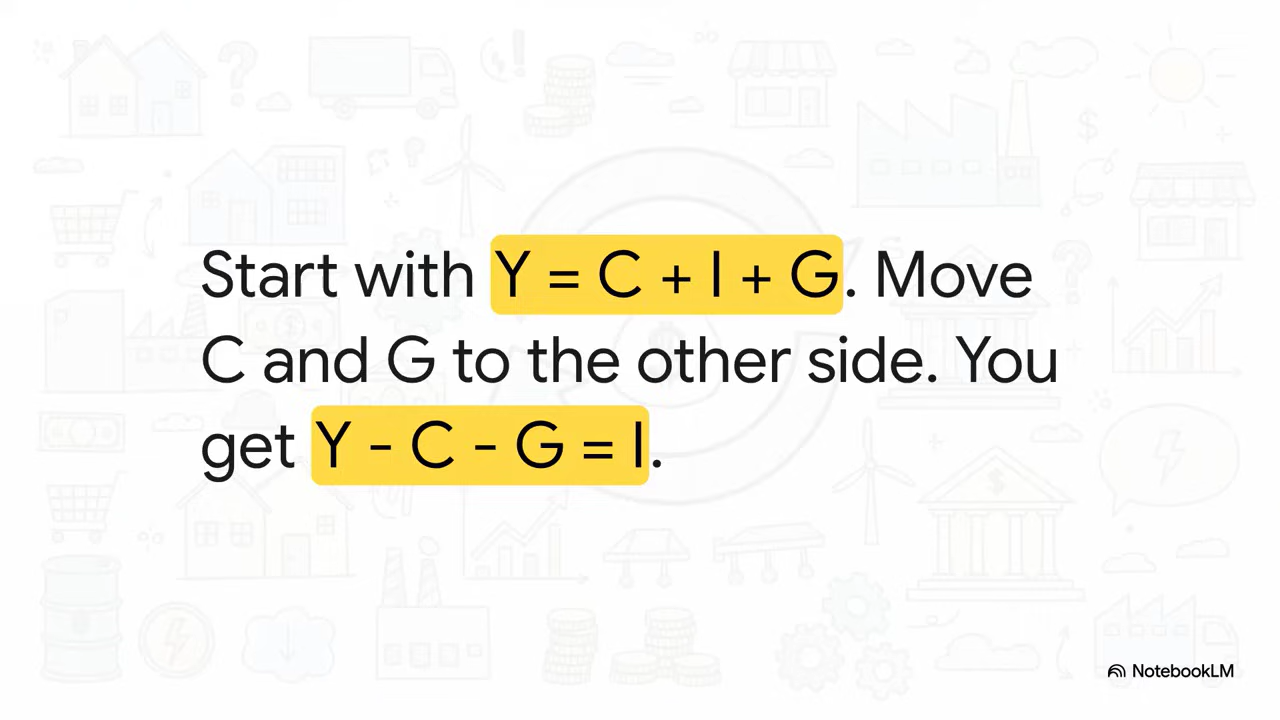 Start with Y = C + I + G. Move
C and G to the other side. You
get Y - C - G = I.
NotebookLM